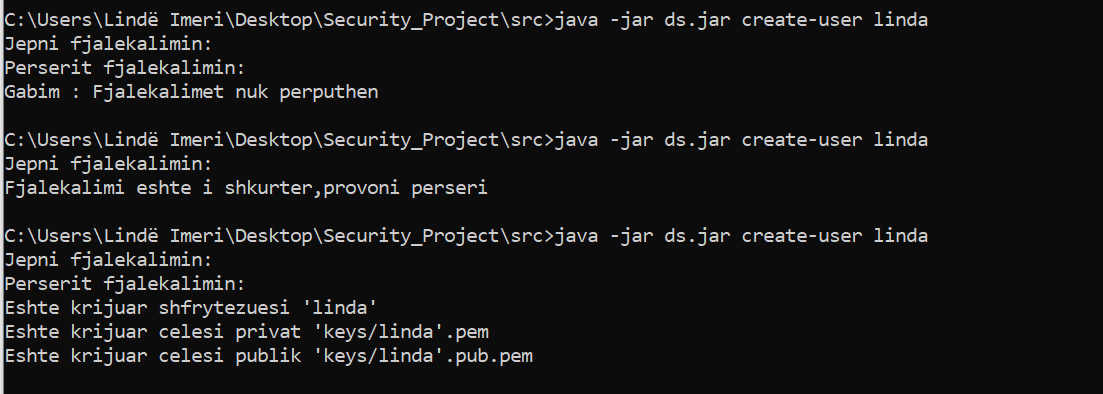 C:\Users\Lindë Imeri\Desktop\Security_Project\src>java -jar ds.jar create-user linda
Jepni fjalekalimin:
Perserit fjalekalimin:
Gabim : Fjalekalimet nuk perputhen
C:\Users\Lindë Imeri\Desktop\Security_Project\src>java -jar ds.jar create-user linda
Jepni fjalekalimin:
Fjalekalimi eshte i shkurter,provoni perseri
C:\Users\Lindë Imeri\Desktop\Security_Project\src>java -jar ds.jar create-user linda
Jepni fjalekalimin:
Perserit fjalekalimin:
Eshte krijuar shfrytezuesi 'linda'
Eshte krijuar celesi privat 'keys/linda'.pem
Eshte krijuar celesi publik 'keys/linda'.pub.pem